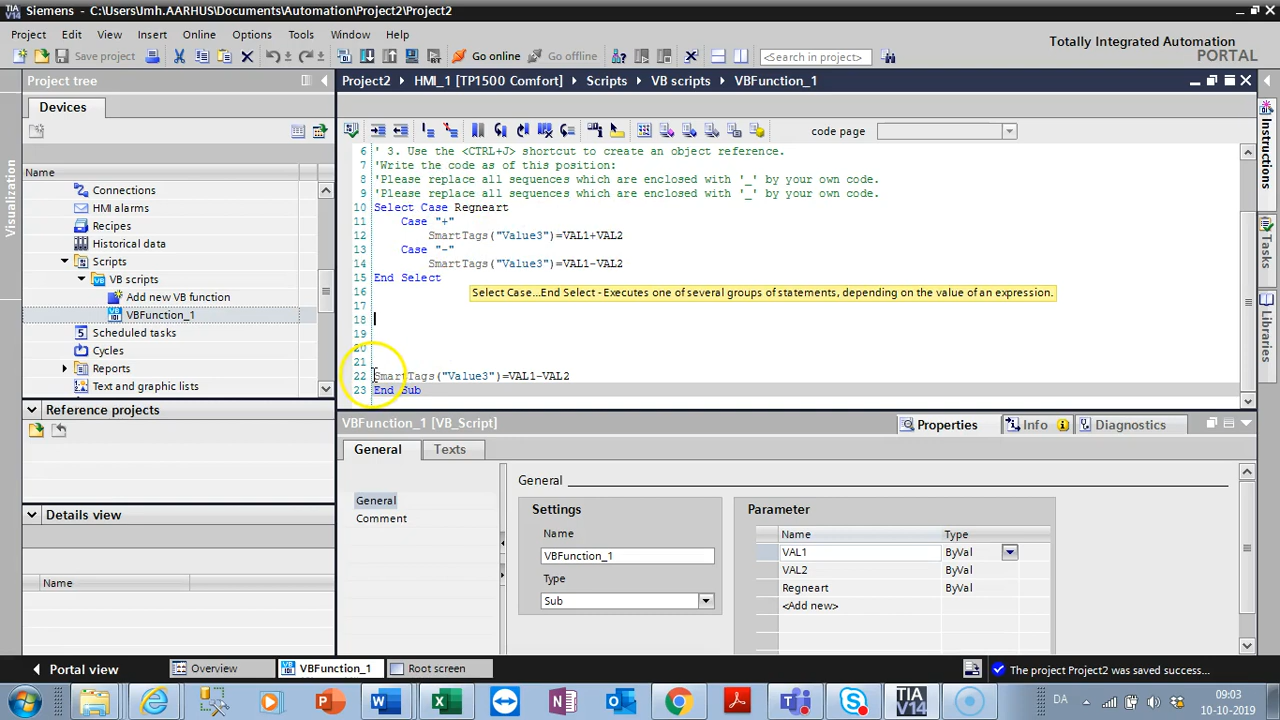 Siemens - C:\Users\lmh.AARHUS\Documents\Automation\Project2\Project2
TIA
V14
Project Edit View Insert Online Options Tools Window Help
Totally Integrated Automation
PORTAL
Save project
Go online
Go offline
<Search in project>
Project tree
Project2 HMI_1 [TP1500 Comfort] Scripts VB scripts VBFunction_1
Devices
code page
Name
Connections
HMI alarms
Recipes
Historical data
Scripts
VB scripts
Add new VB function
VBFunction_1
Scheduled tasks
Cycles
Reports
Text and graphic lists
Visualization
6 ' 3. Use the <CTRL+J> shortcut to create an object reference.
7 'Write the code as of this position:
8 'Please replace all sequences which are enclosed with '_' by your own code.
9 'Please replace all sequences which are enclosed with '_' by your own code.
10 Select Case Regneart
11 Case "+"
12 SmartTags("Value3")=VAL1+VAL2
13 Case "-"
14 SmartTags("Value3")=VAL1-VAL2
15 End Select
16
Select Case...End Select - Executes one of several groups of statements, depending on the value of an expression.
17
18
19
20
21
22 SmartTags("Value3")=VAL1-VAL2
23 End Sub
Instructions
Tasks
Libraries
Reference projects
Details view
Name
VBFunction_1 [VB_Script]
Properties
Info
Diagnostics
General
Texts
General
Comment
General
Settings
Name
VBFunction_1
Type
Sub
Parameter
Name Type
VAL1 ByVal
VAL2 ByVal
Regneart ByVal
<Add new>
Portal view
Overview
VBFunction_1
Root screen
The project Project2 was saved success...
TIA
V14
DA
09:03
10-10-2019